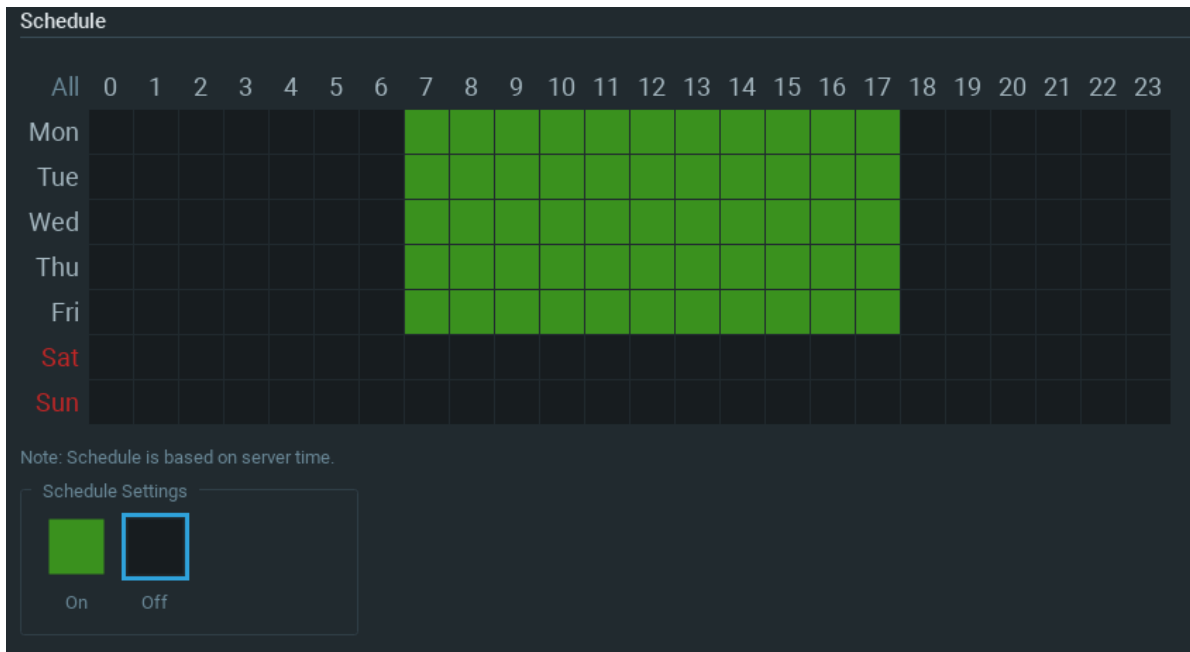 Schedule
All 0 1 2 3 4 5 6 7 8 9 10 11 12 13 14 15 16 17 18 19 20 21 22 23
Mon
Tue
Wed
Thu
Fri
Sat
Sun
Note: Schedule is based on server time.
Schedule Settings
On Off